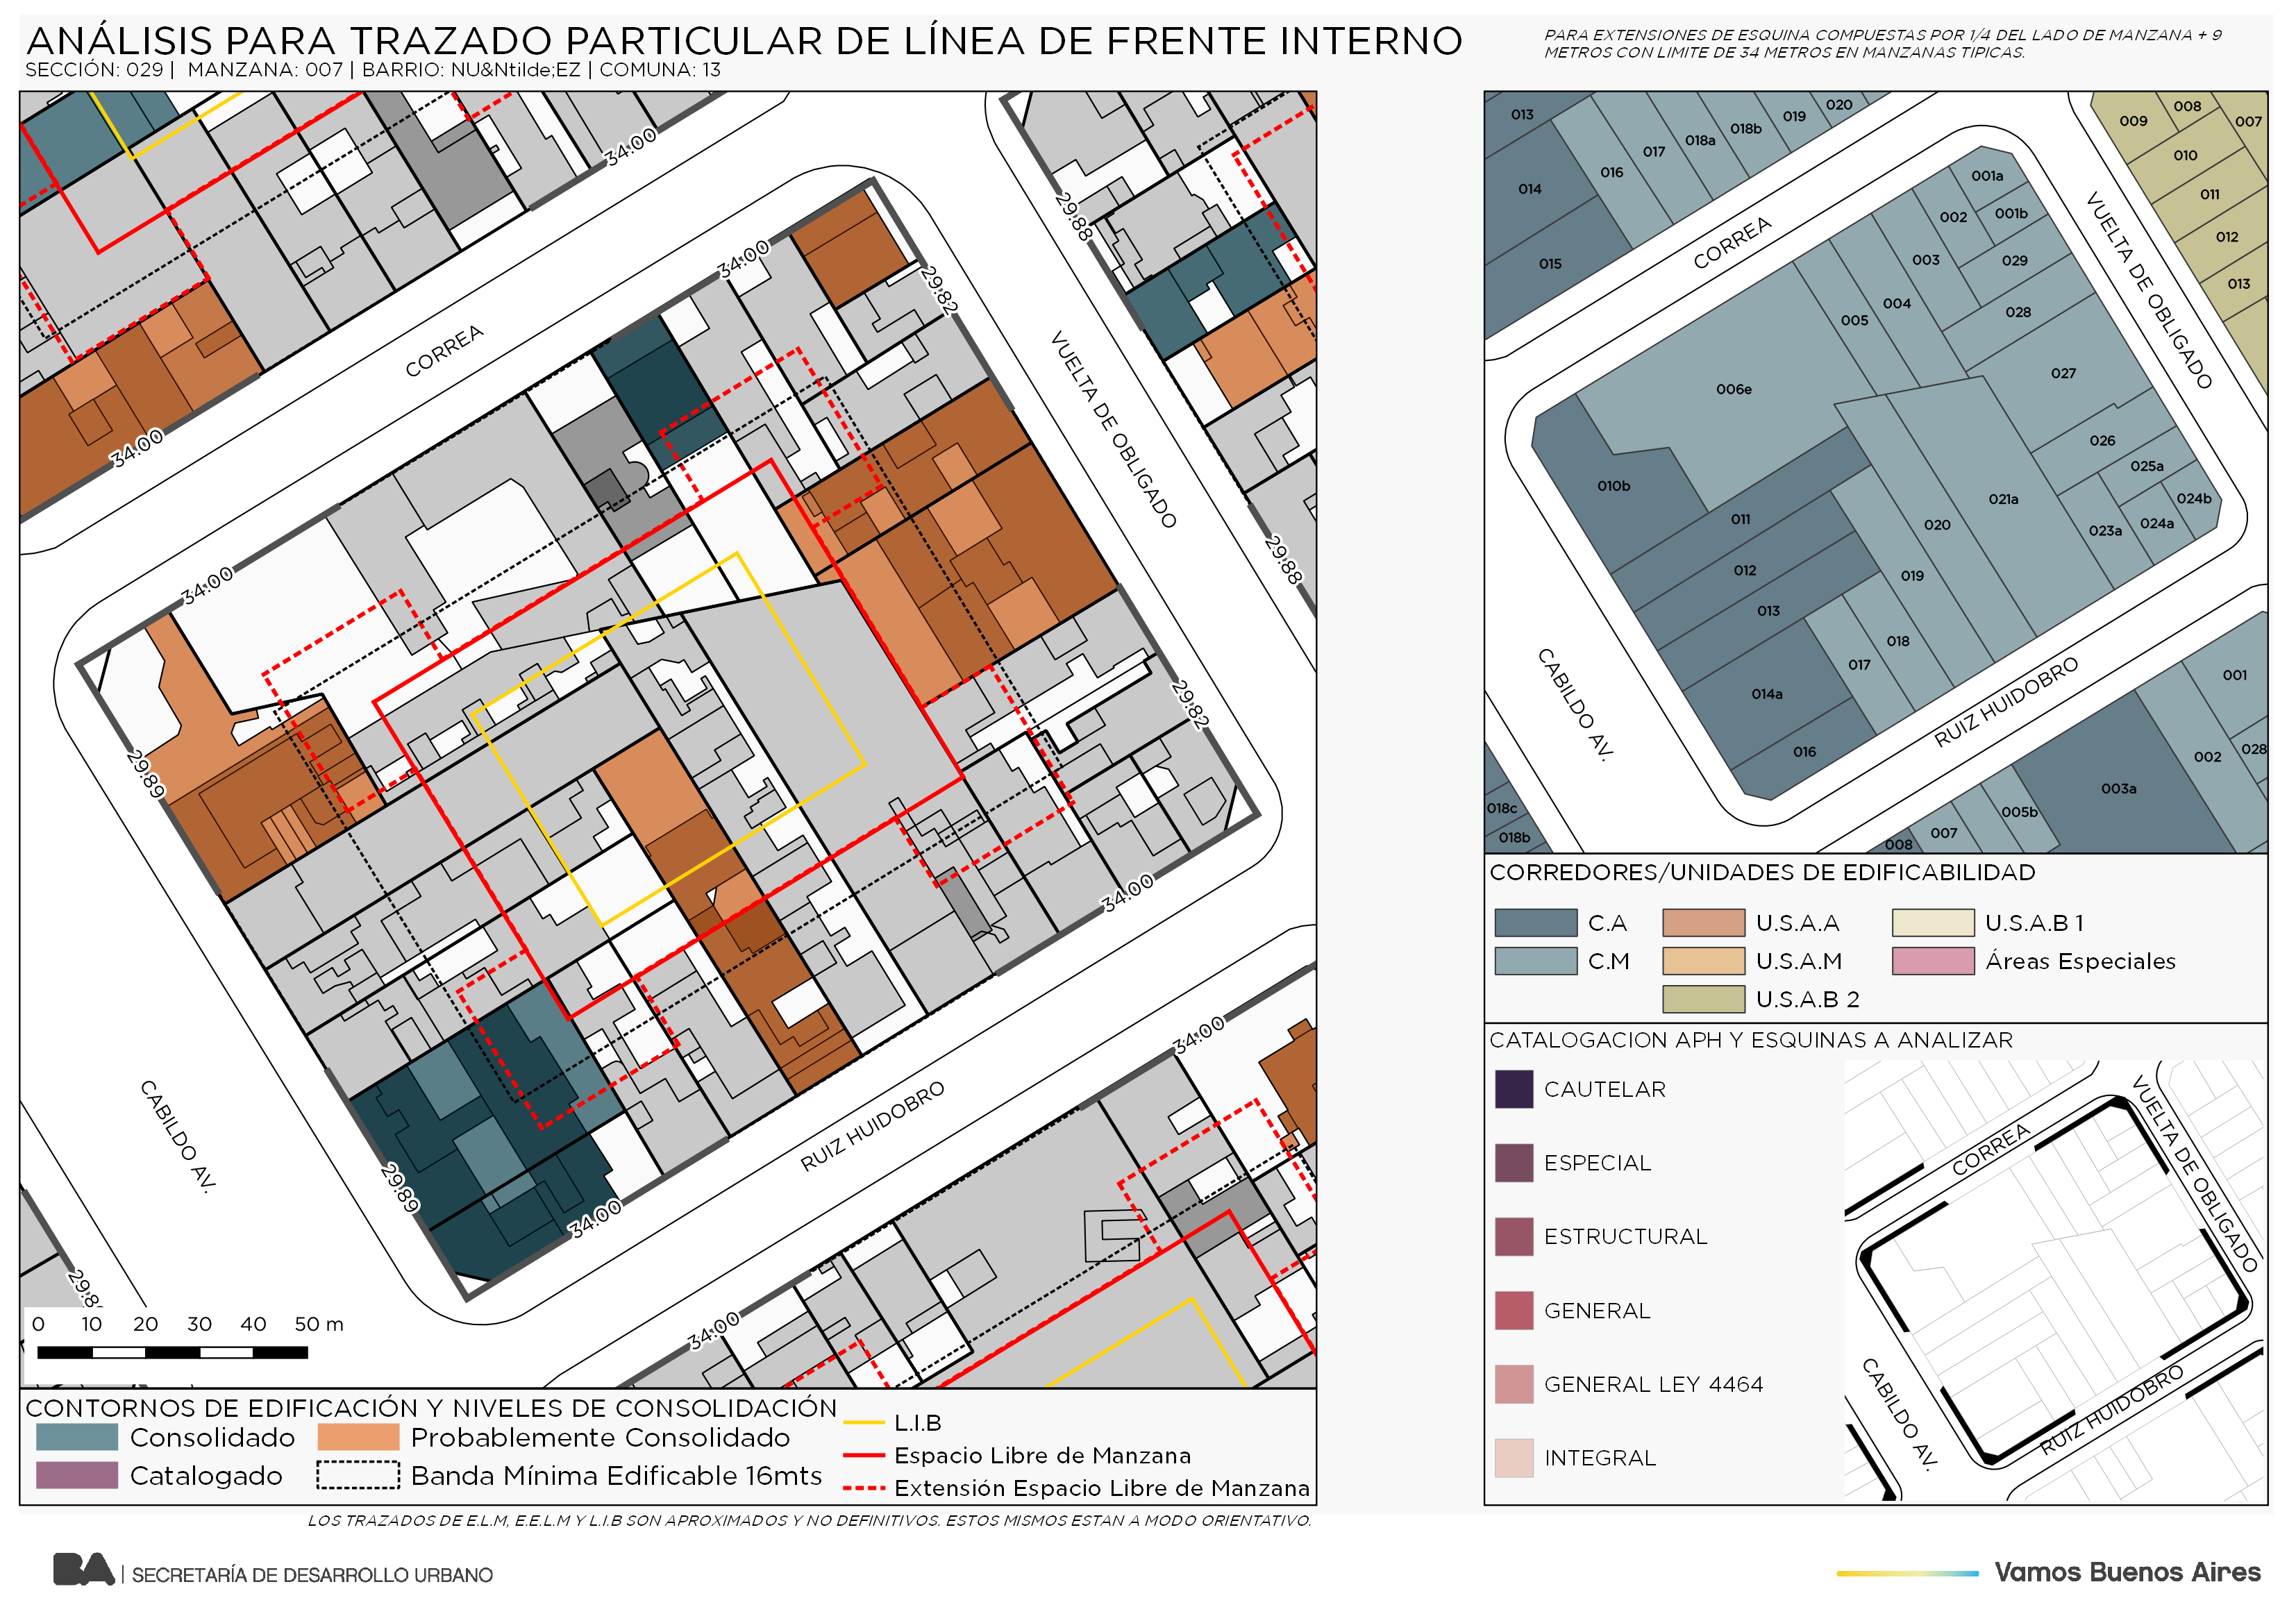 ANÁLISIS PARA TRAZADO PARTICULAR DE LÍNEA DE FRENTE INTERNO
SECCIÓN: 029 | MANZANA: 007 | BARRIO: NU&Ntilde;EZ | COMUNA: 13
PARA EXTENSIONES DE ESQUINA COMPUESTAS POR 1/4 DEL LADO DE MANZANA + 9
METROS CON LIMITE DE 34 METROS EN MANZANAS TIPICAS.
34.00
29.88
34.00
29.82
CORREA
VUELTA DE OBLIGADO
34.00
34.00
29.88
29.89
29.82
34.00
34.00
CABILDO AV.
RUIZ HUIDOBRO
29.89
34.00
34.00
0 10 20 30 40 50 m
013
014
015
016
017
018a
018b
019
020
009
008
007
010
011
012
013
CORREA
VUELTA DE OBLIGADO
001a
001b
002
003
029
004
005
028
027
006e
026
025a
024b
010b
021a
011
020
023a
024a
012
019
013
018
017
014a
016
CABILDO AV.
RUIZ HUIDOBRO
001
002
028
003a
005b
007
008
018c
018b
CORREDORES/UNIDADES DE EDIFICABILIDAD
C.A
U.S.A.A
U.S.A.B 1
C.M
U.S.A.M
Áreas Especiales
U.S.A.B 2
CATALOGACION APH Y ESQUINAS A ANALIZAR
CAUTELAR
ESPECIAL
ESTRUCTURAL
GENERAL
GENERAL LEY 4464
INTEGRAL
CORREA
VUELTA DE OBLIGADO
CABILDO AV.
RUIZ HUIDOBRO
CONTORNOS DE EDIFICACIÓN Y NIVELES DE CONSOLIDACIÓN
Consolidado
Probablemente Consolidado
Catalogado
Banda Mínima Edificable 16mts
L.I.B
Espacio Libre de Manzana
Extensión Espacio Libre de Manzana
LOS TRAZADOS DE E.L.M, E.E.L.M Y L.I.B SON APROXIMADOS Y NO DEFINITIVOS. ESTOS MISMOS ESTAN A MODO ORIENTATIVO.
BA | SECRETARÍA DE DESARROLLO URBANO
Vamos Buenos Aires